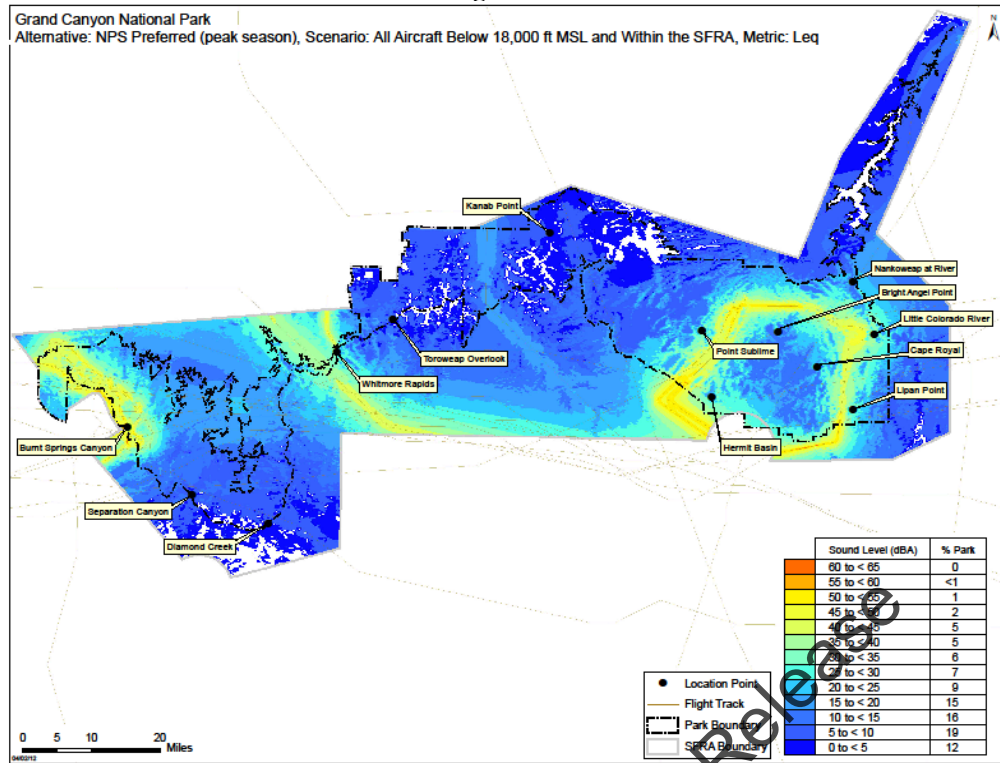 Grand Canyon National Park
Alternative: NPS Preferred (peak season), Scenario: All Aircraft Below 18,000 ft MSL and Within the SFRA, Metric: Leq
N
Kanab Point
Nankoweap at River
Bright Angel Point
Little Colorado River
Point Sublime
Cape Royal
Toroweap Overlook
Whitmore Rapids
Lipan Point
Burnt Springs Canyon
Hermit Basin
Separation Canyon
Diamond Creek
Sound Level (dBA) % Park
60 to < 65 0
55 to < 60 <1
50 to < 55 1
45 to < 50 2
40 to < 45 5
35 to < 40 5
30 to < 35 6
25 to < 30 7
20 to < 25 9
15 to < 20 15
10 to < 15 16
5 to < 10 19
0 to < 5 12
Location Point
Flight Track
Park Boundary
SFRA Boundary
0 5 10 20
Miles
04/02/12
Release